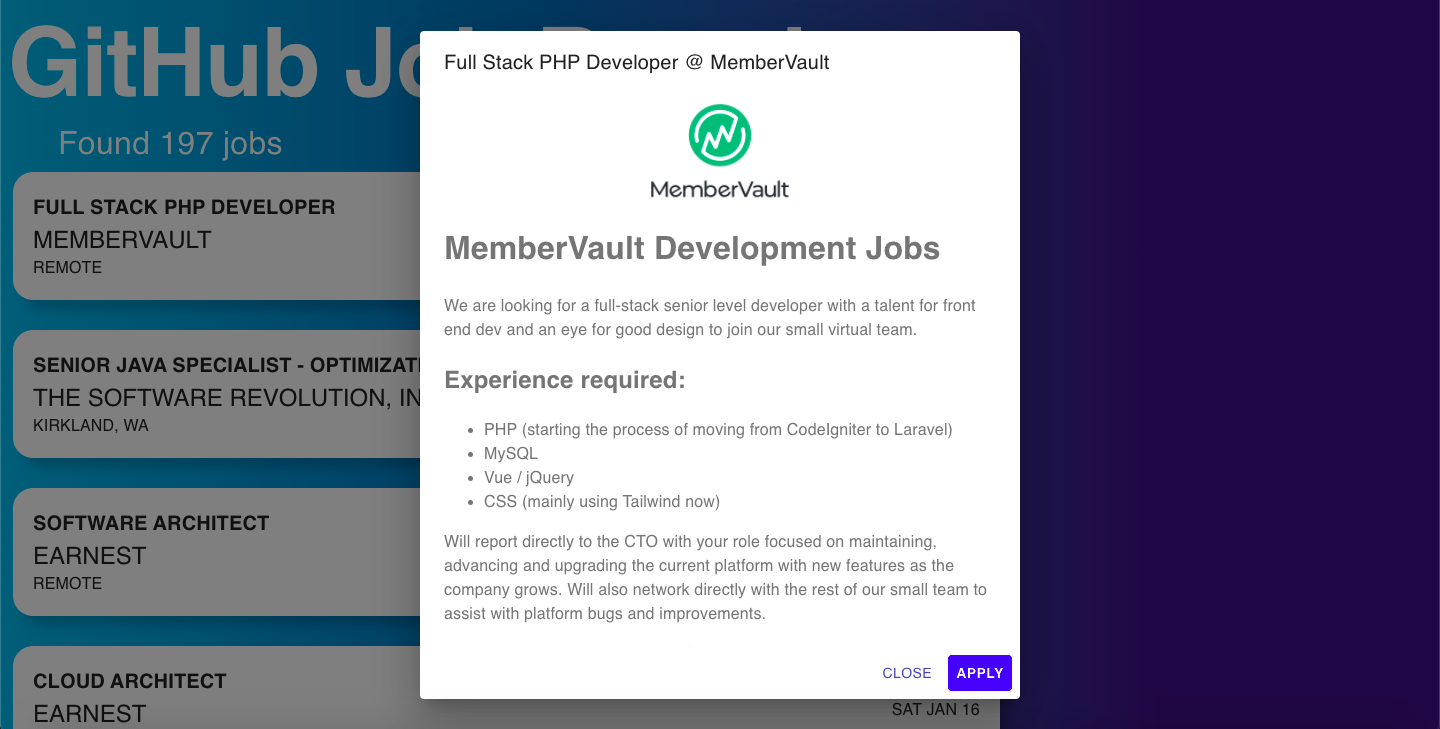 GitHub Jo
Found 197 jobs
FULL STACK PHP DEVELOPER
MEMBERVAULT
REMOTE
SENIOR JAVA SPECIALIST - OPTIMIZATI
THE SOFTWARE REVOLUTION, IN
KIRKLAND, WA
SOFTWARE ARCHITECT
EARNEST
REMOTE
CLOUD ARCHITECT
EARNEST
SAT JAN 16
Full Stack PHP Developer @ MemberVault
MemberVault
MemberVault Development Jobs
We are looking for a full-stack senior level developer with a talent for front
end dev and an eye for good design to join our small virtual team.
Experience required:
• PHP (starting the process of moving from CodeIgniter to Laravel)
• MySQL
• Vue / jQuery
• CSS (mainly using Tailwind now)
Will report directly to the CTO with your role focused on maintaining,
advancing and upgrading the current platform with new features as the
company grows. Will also network directly with the rest of our small team to
assist with platform bugs and improvements.
CLOSE APPLY